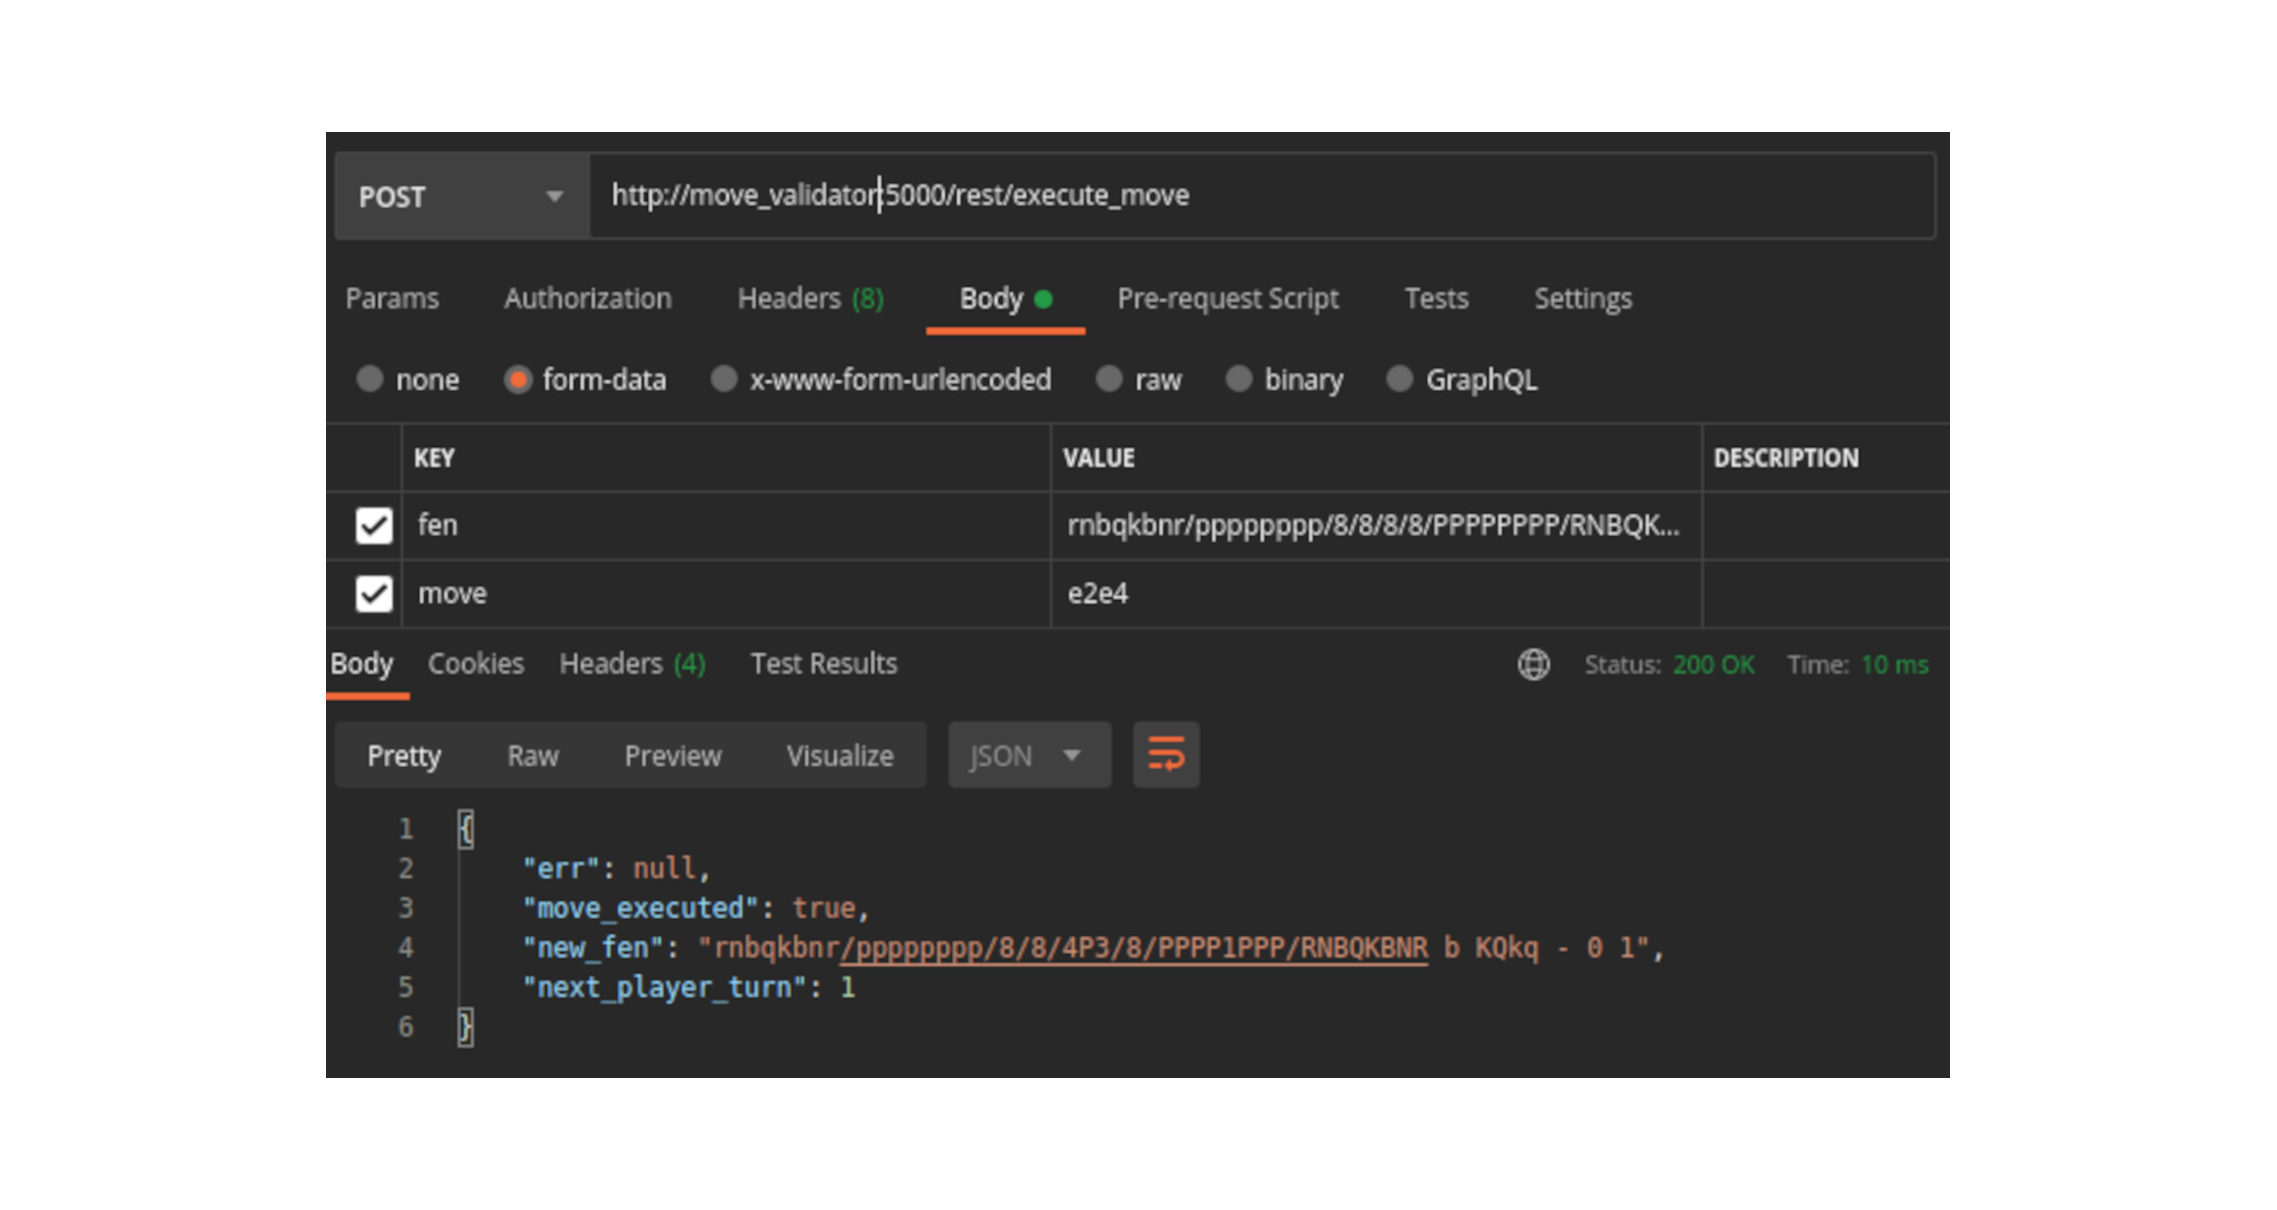 POST http://move_validator:5000/rest/execute_move
Params Authorization Headers (8) Body Pre-request Script Tests Settings
none form-data x-www-form-urlencoded raw binary GraphQL
KEY VALUE DESCRIPTION
fen rnbqkbnr/pppppppp/8/8/8/8/PPPPPPPP/RNBQK...
move e2e4
Body Cookies Headers (4) Test Results Status: 200 OK Time: 10 ms
Pretty Raw Preview Visualize JSON
1 {
2 "err": null,
3 "move_executed": true,
4 "new_fen": "rnbqkbnr/pppppppp/8/8/4P3/8/PPPP1PPP/RNBQKBNR b KQkq - 0 1",
5 "next_player_turn": 1
6 }